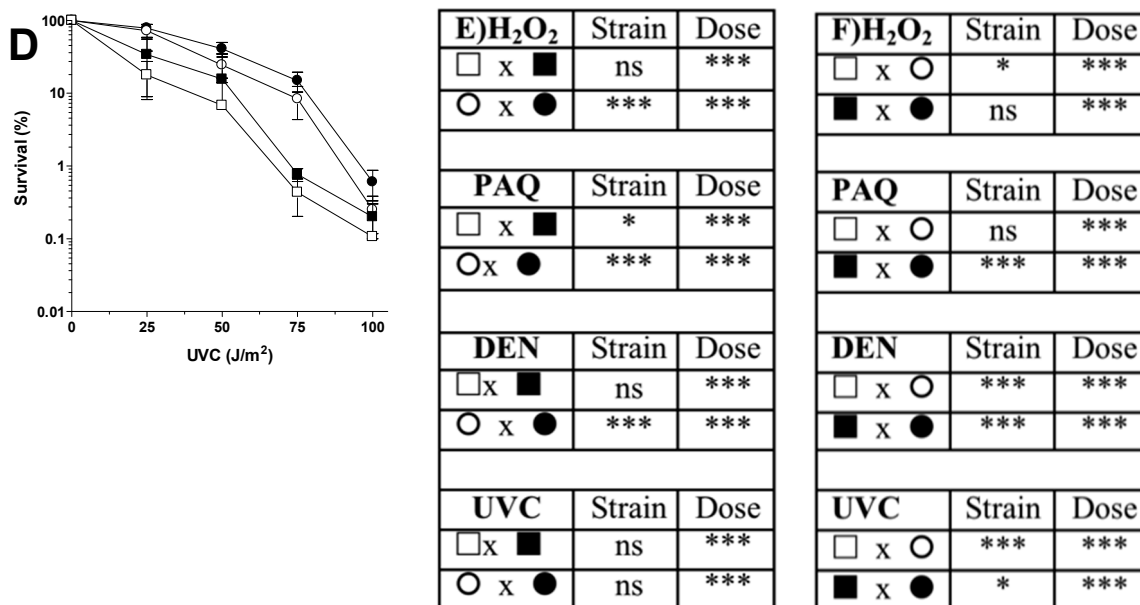 D
100
10
1
0.1
0.01
Survival (%)
0 25 50 75 100
UVC (J/m²)
E)H₂O₂ Strain Dose
□ x ■ ns ***
○ x ● *** ***
PAQ Strain Dose
□ x ■ * ***
○x ● *** ***
DEN Strain Dose
□x ■ ns ***
○ x ● *** ***
UVC Strain Dose
□x ■ ns ***
○ x ● ns ***
F)H₂O₂ Strain Dose
□ x ○ * ***
■ x ● ns ***
PAQ Strain Dose
□ x ○ ns ***
■ x ● *** ***
DEN Strain Dose
□ x ○ *** ***
■ x ● *** ***
UVC Strain Dose
□ x ○ *** ***
■ x ● * ***